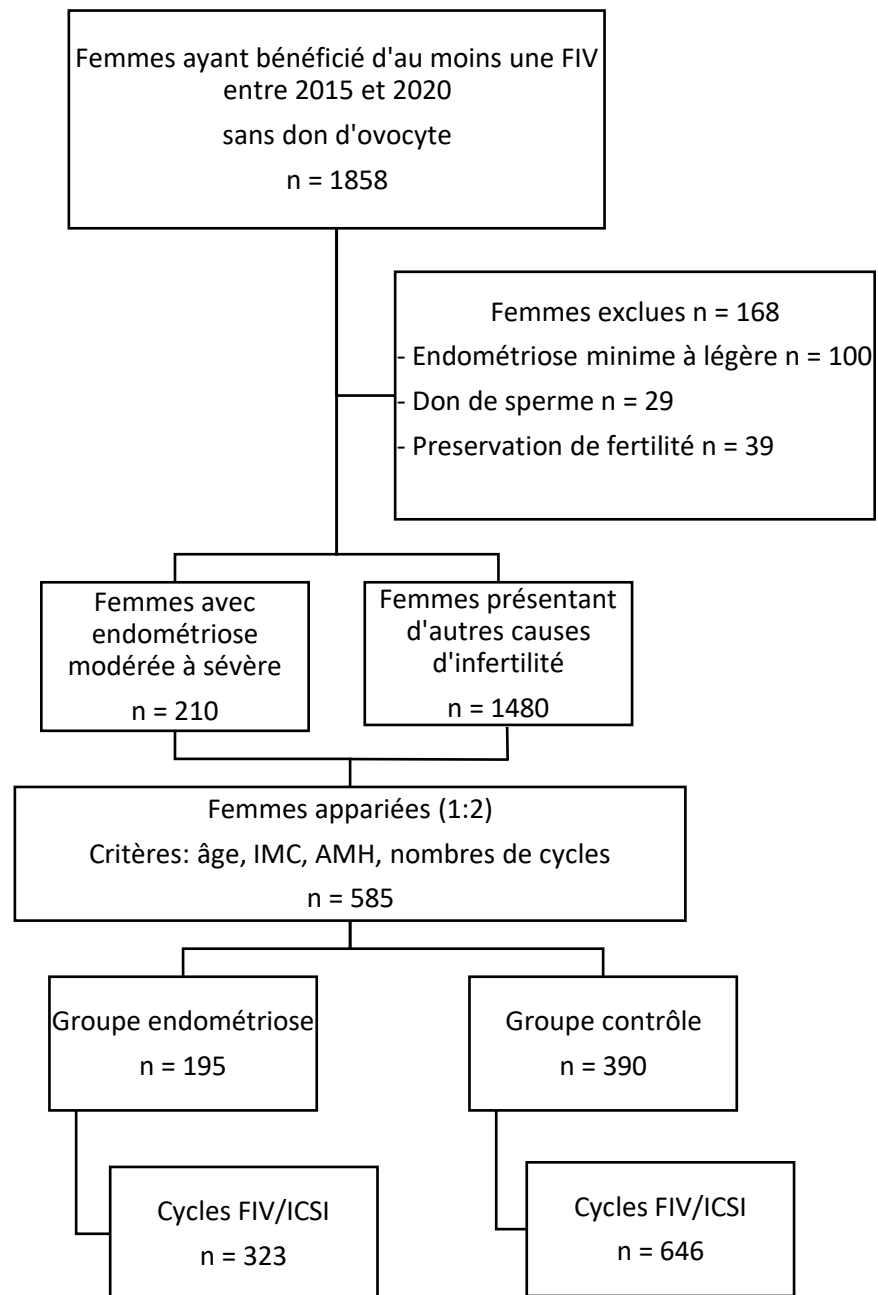 Femmes ayant bénéficié d'au moins une FIV
entre 2015 et 2020
sans don d'ovocyte
n = 1858
Femmes exclues n = 168
- Endométriose minime à légère n = 100
- Don de sperme n = 29
- Preservation de fertilité n = 39
Femmes avec
endométriose
modérée à sévère
n = 210
Femmes présentant
d'autres causes
d'infertilité
n = 1480
Femmes appariées (1:2)
Critères: âge, IMC, AMH, nombres de cycles
n = 585
Groupe endométriose
n = 195
Groupe contrôle
n = 390
Cycles FIV/ICSI
n = 323
Cycles FIV/ICSI
n = 646